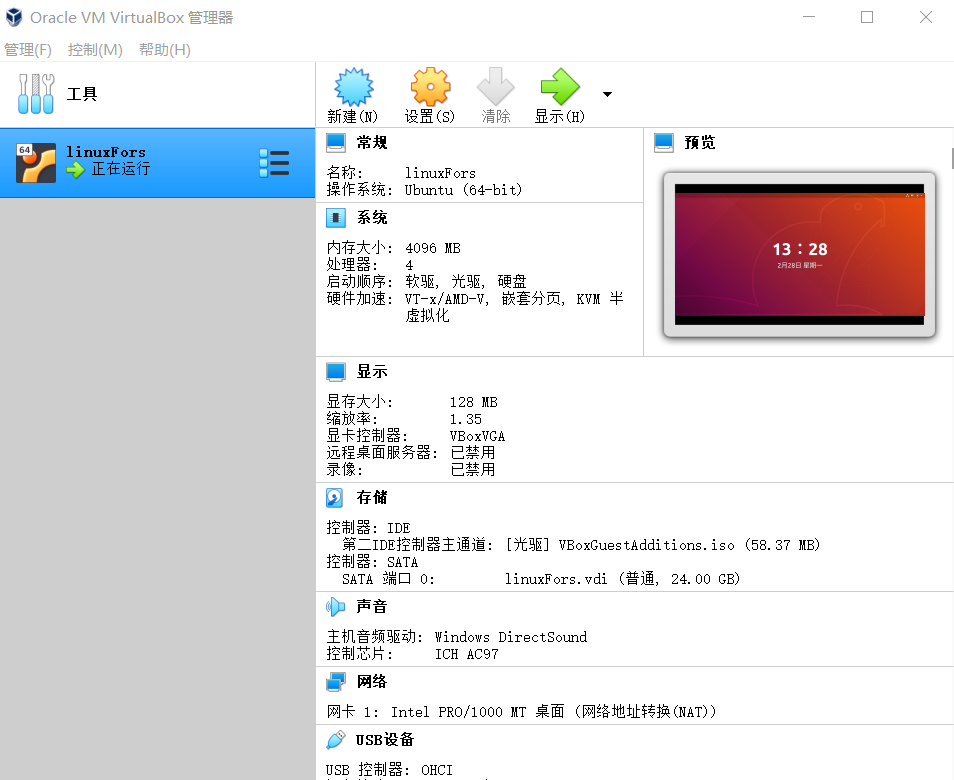 Oracle VM VirtualBox 管理器
管理(F) 控制(M) 帮助(H)
工具
新建(N) 设置(S) 清除 显示(H)
64
linuxFors
正在运行
常规
名称: linuxFors
操作系统: Ubuntu (64-bit)
系统
内存大小: 4096 MB
处理器: 4
启动顺序: 软驱, 光驱, 硬盘
硬件加速: VT-x/AMD-V, 嵌套分页, KVM 半
虚拟化
预览
13：28
2月28日 星期一
显示
显存大小: 128 MB
缩放率: 1.35
显卡控制器: VBoxVGA
远程桌面服务器: 已禁用
录像: 已禁用
存储
控制器: IDE
第二IDE控制器主通道: [光驱] VBoxGuestAdditions.iso (58.37 MB)
控制器: SATA
SATA 端口 0: linuxFors.vdi (普通, 24.00 GB)
声音
主机音频驱动: Windows DirectSound
控制芯片: ICH AC97
网络
网卡 1: Intel PRO/1000 MT 桌面 (网络地址转换(NAT))
USB设备
USB 控制器: OHCI